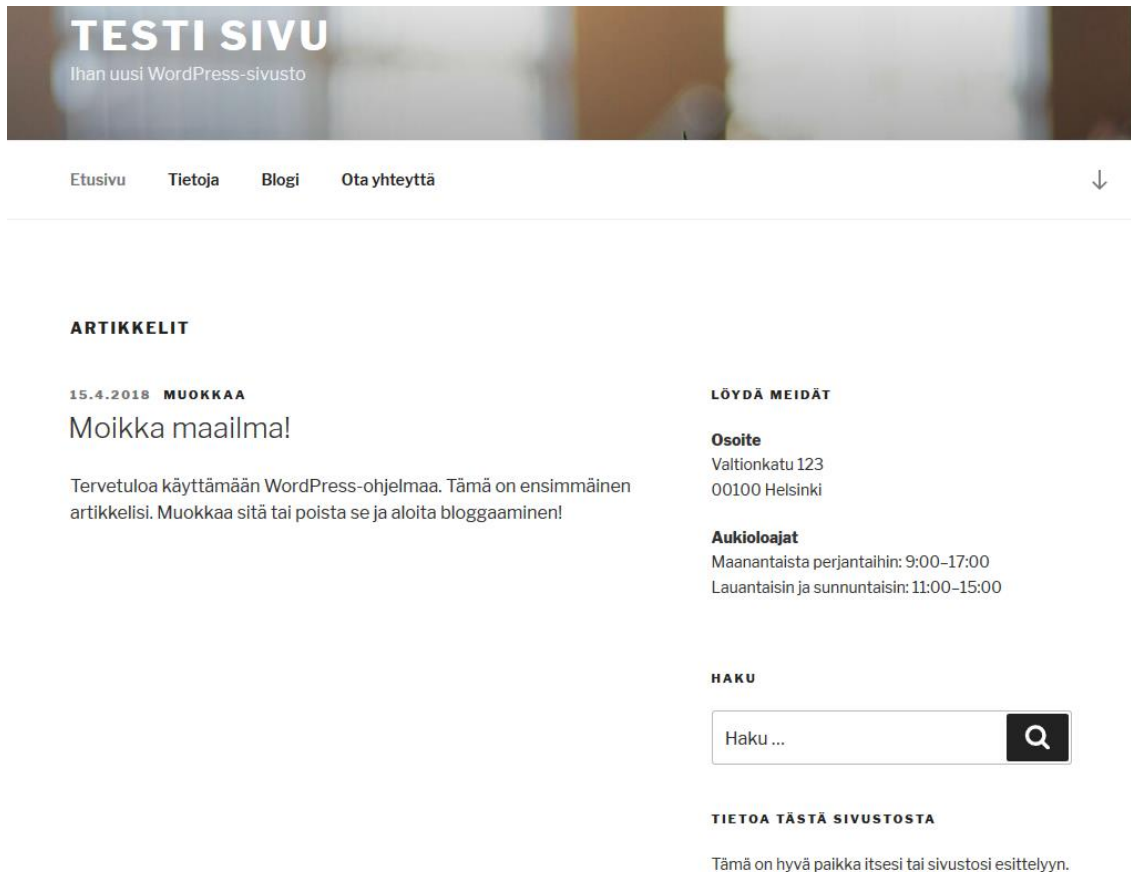 TESTI SIVU
Ihan uusi WordPress-sivusto
Etusivu Tietoja Blogi Ota yhteyttä
ARTIKKELIT
15.4.2018 MUOKKAA
Moikka maailma!
Tervetuloa käyttämään WordPress-ohjelmaa. Tämä on ensimmäinen
artikkelisi. Muokkaa sitä tai poista se ja aloita bloggaaminen!
LÖYDÄ MEIDÄT
Osoite
Valtionkatu 123
00100 Helsinki
Aukioloajat
Maanantaista perjantaihin: 9:00–17:00
Lauantaisin ja sunnuntaisin: 11:00–15:00
HAKU
Haku …
TIETOA TÄSTÄ SIVUSTOSTA
Tämä on hyvä paikka itsesi tai sivustosi esittelyyn.